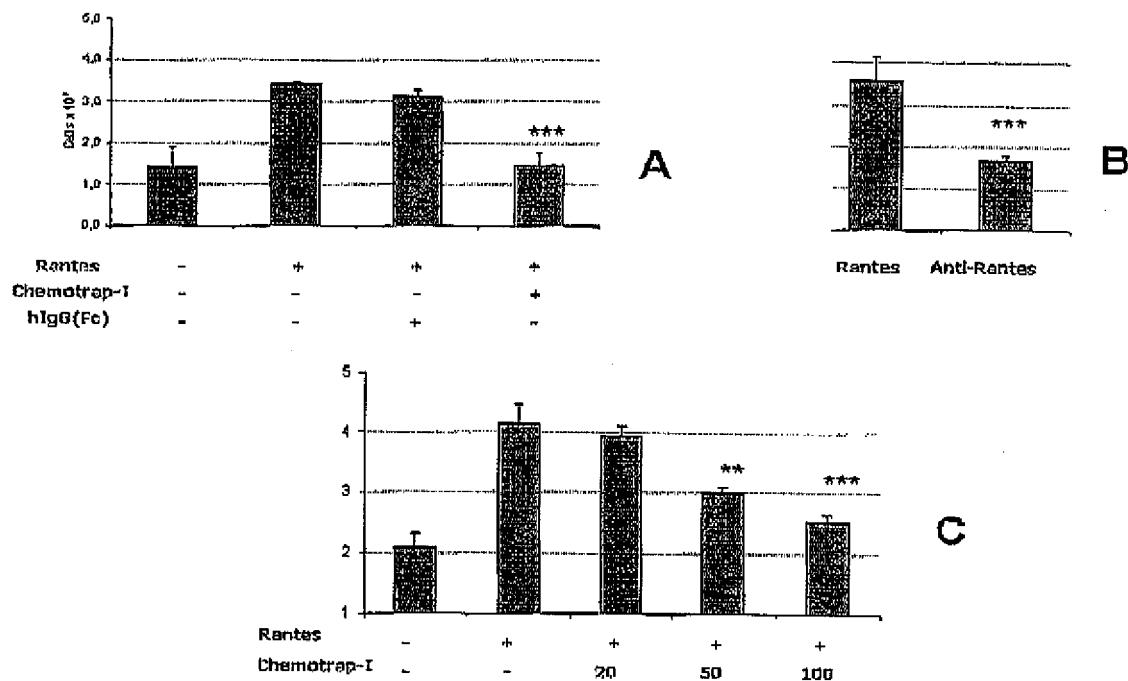 5,0
4,0
3,0
2,0
1,0
0,0
***
A
Rantes - + + +
Chemotrap-I - - - +
hIgG(Fc) - - + -
***
B
Rantes Anti-Rantes
5
4
3
2
1
**
***
C
Rantes - + + + +
Chemotrap-I - - 20 50 100